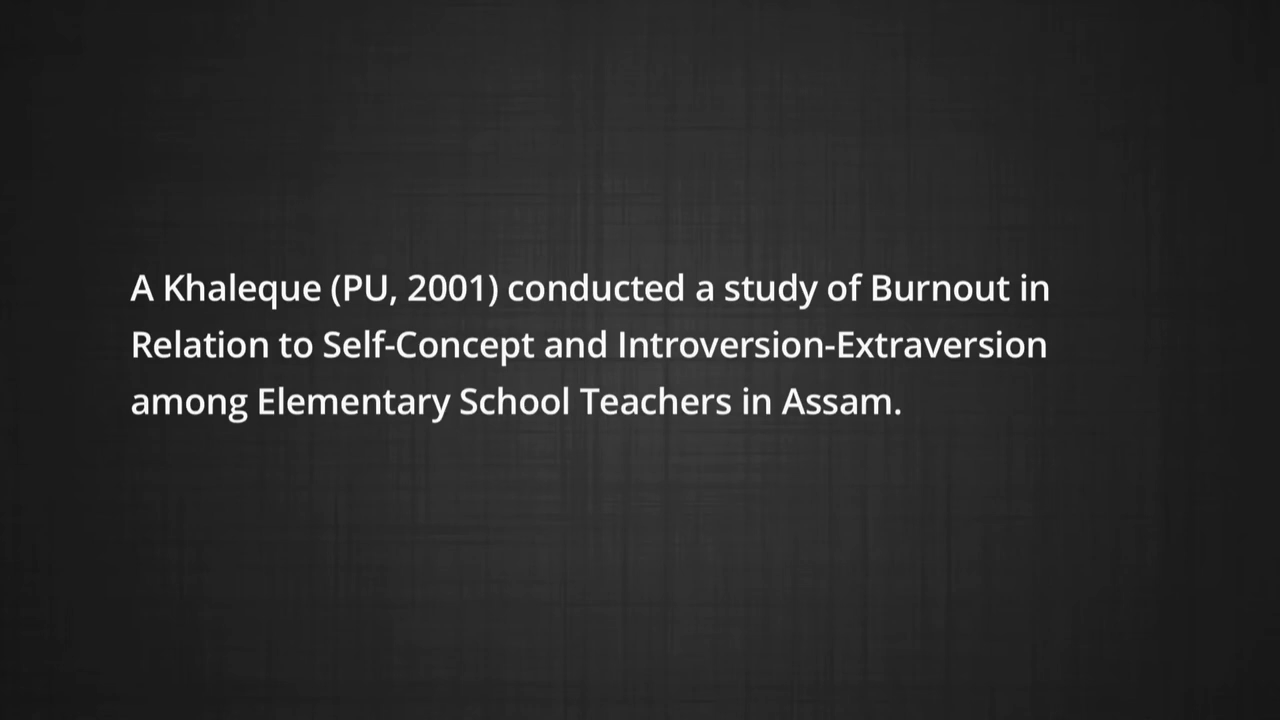 A Khaleque (PU, 2001) conducted a study of Burnout in
Relation to Self-Concept and Introversion-Extraversion
among Elementary School Teachers in Assam.